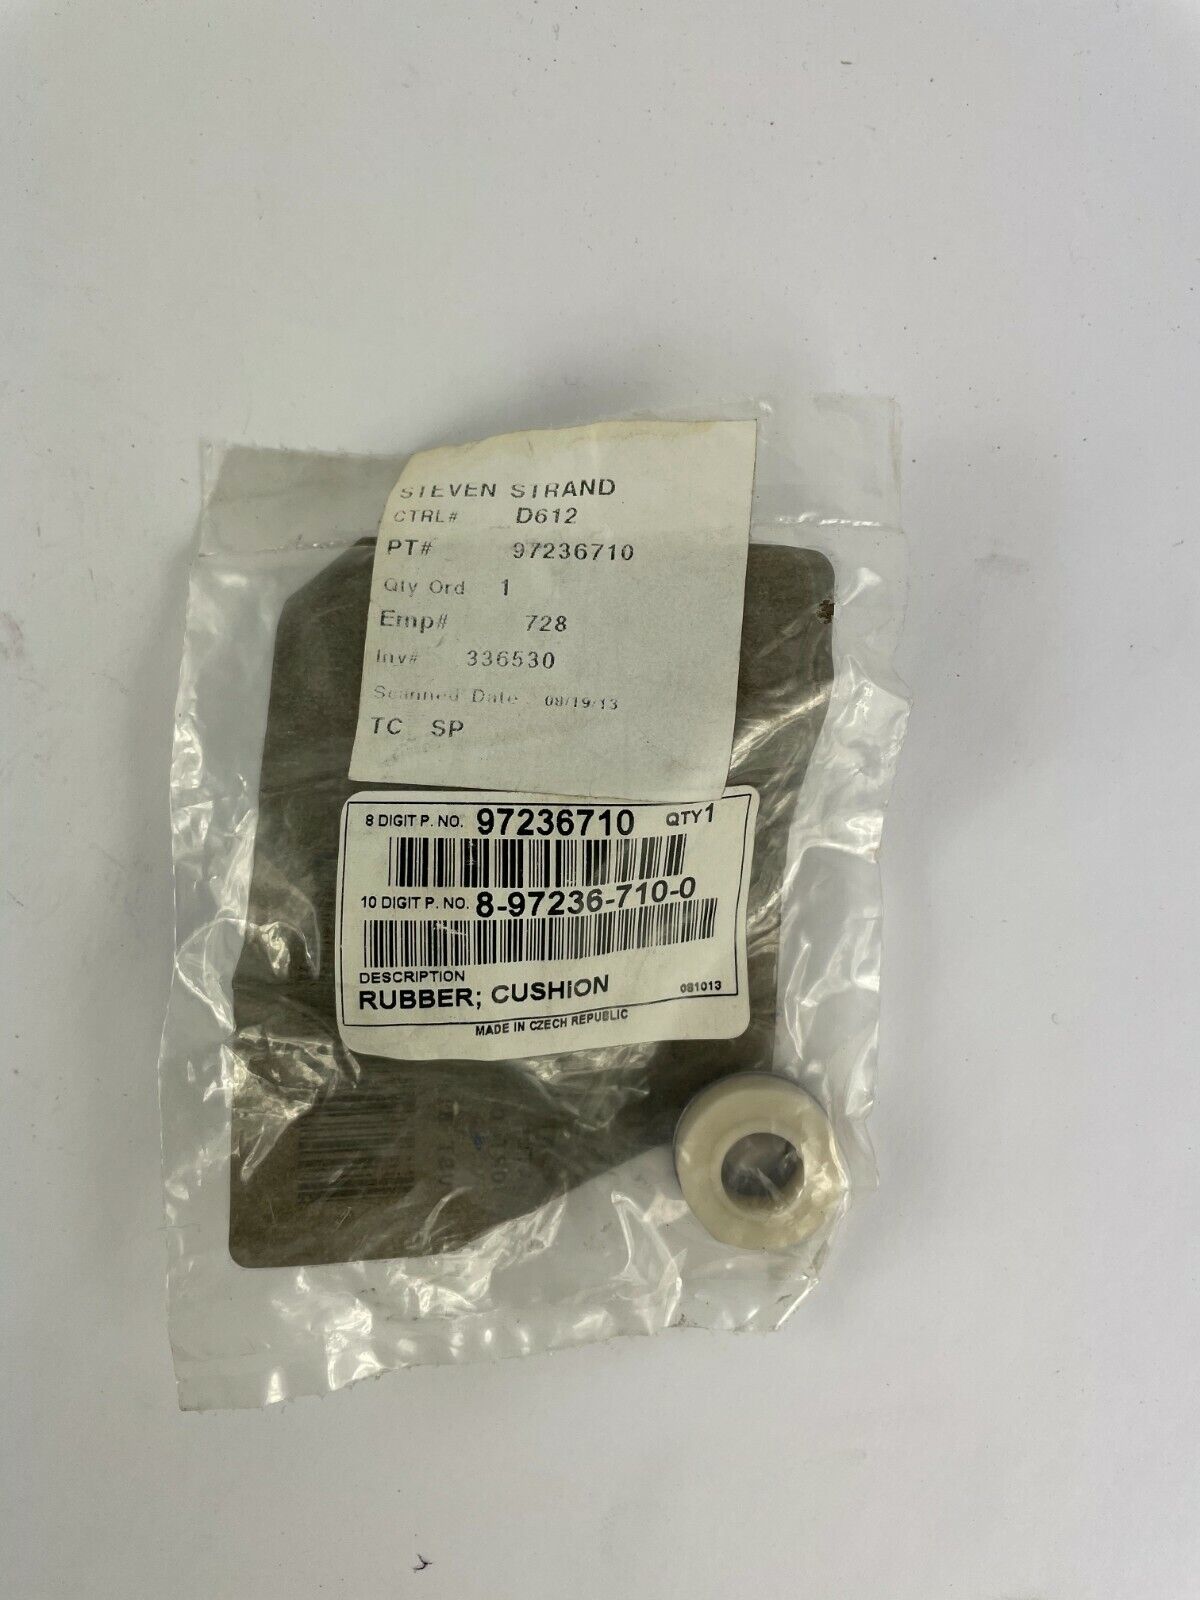 STEVEN STRAND
CTRL# D612
PT# 97236710
Qty Ord 1
Emp# 728
Inv# 336530
Scanned Date 08/19/13
TC SP
8 DIGIT P. NO. 97236710 QTY 1
10 DIGIT P. NO. 8-97236-710-0
DESCRIPTION
RUBBER; CUSHION 081013
MADE IN CZECH REPUBLIC